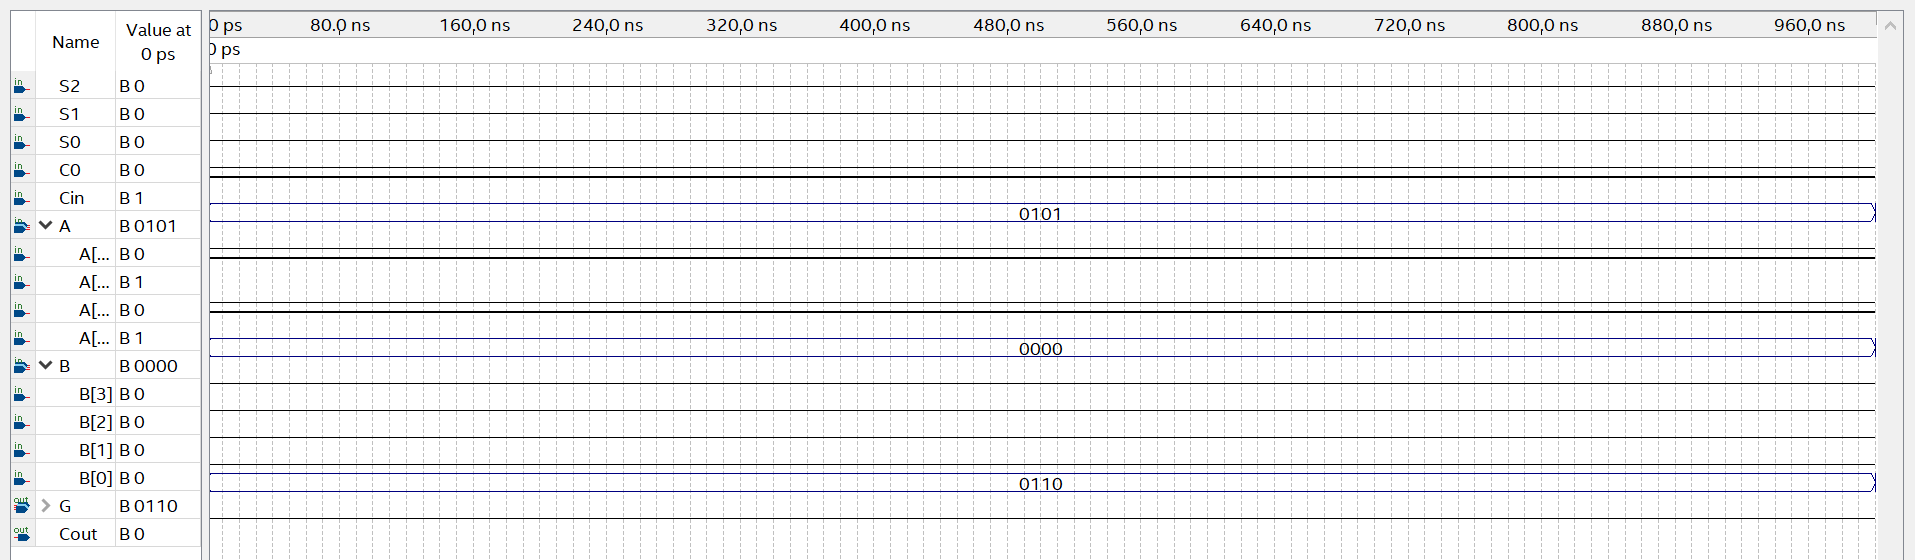 Name Value at 0 ps
0 ps 80.0 ns 160,0 ns 240,0 ns 320,0 ns 400,0 ns 480,0 ns 560,0 ns 640,0 ns 720,0 ns 800,0 ns 880,0 ns 960,0 ns
0 ps
in S2 B 0
in S1 B 0
in S0 B 0
in C0 B 0
in Cin B 1
in A B 0101 0101
in A[... B 0
in A[... B 1
in A[... B 0
in A[... B 1
in B B 0000 0000
in B[3] B 0
in B[2] B 0
in B[1] B 0
in B[0] B 0
out G B 0110 0110
out Cout B 0